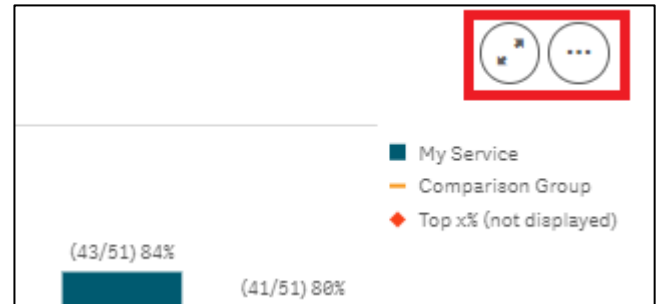 My Service
Comparison Group
Top x% (not displayed)
(43/51) 84%
(41/51) 80%